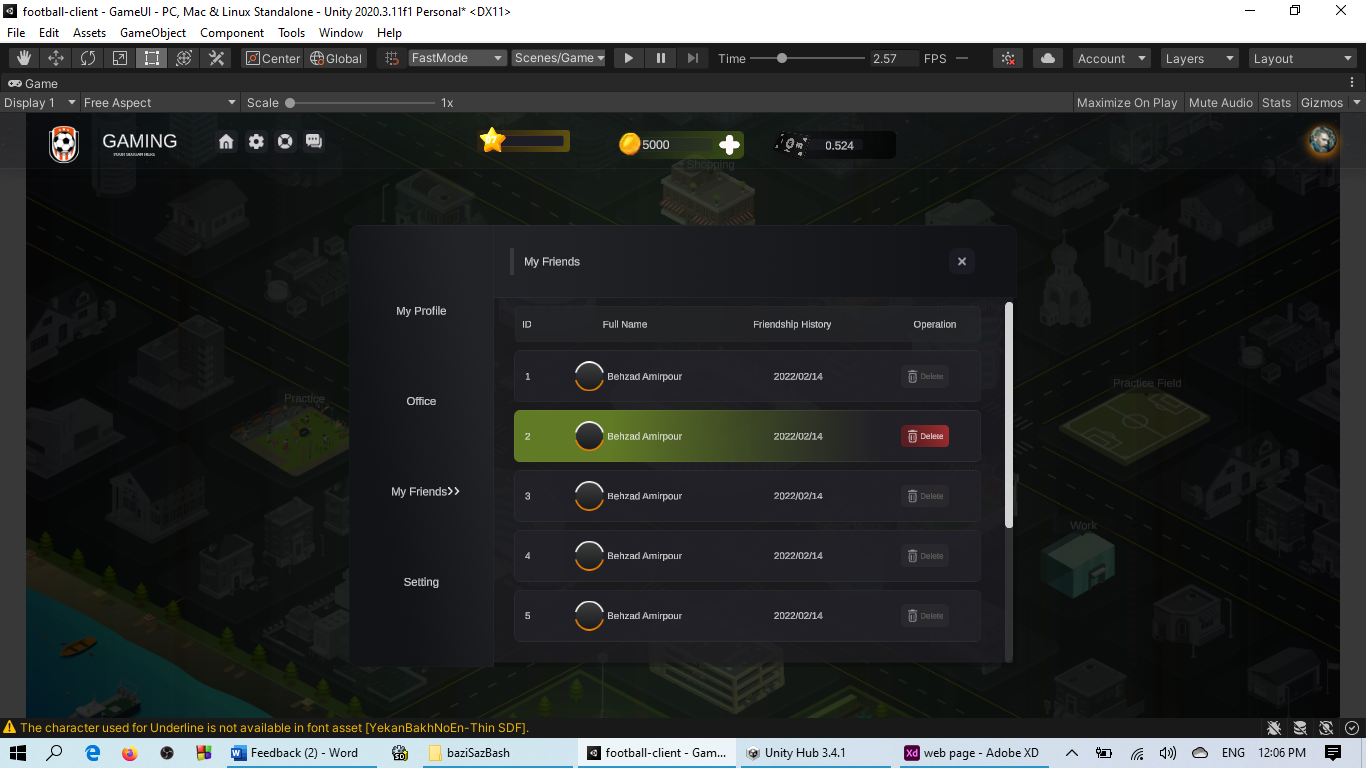 football-client - GameUI - PC, Mac & Linux Standalone - Unity 2020.3.11f1 Personal* <DX11>
File Edit Assets GameObject Component Tools Window Help
Center Global FastMode Scenes/Game Time 2.57 FPS Account Layers Layout
Game
Display 1 Free Aspect Scale 1x Maximize On Play Mute Audio Stats Gizmos
GAMING 5000 0.524
Shopping
My Friends
My Profile
ID Full Name Friendship History Operation
1 Behzad Amirpour 2022/02/14 Delete
Practice Field
Practice
Office
2 Behzad Amirpour 2022/02/14 Delete
My Friends
3 Behzad Amirpour 2022/02/14 Delete
Work
4 Behzad Amirpour 2022/02/14 Delete
Setting
5 Behzad Amirpour 2022/02/14 Delete
The character used for Underline is not available in font asset [YekanBakhNoEn-Thin SDF].
Feedback (2) - Word SD baziSazBash football-client - Gam... Unity Hub 3.4.1 Xd web page - Adobe XD ENG 12:06 PM